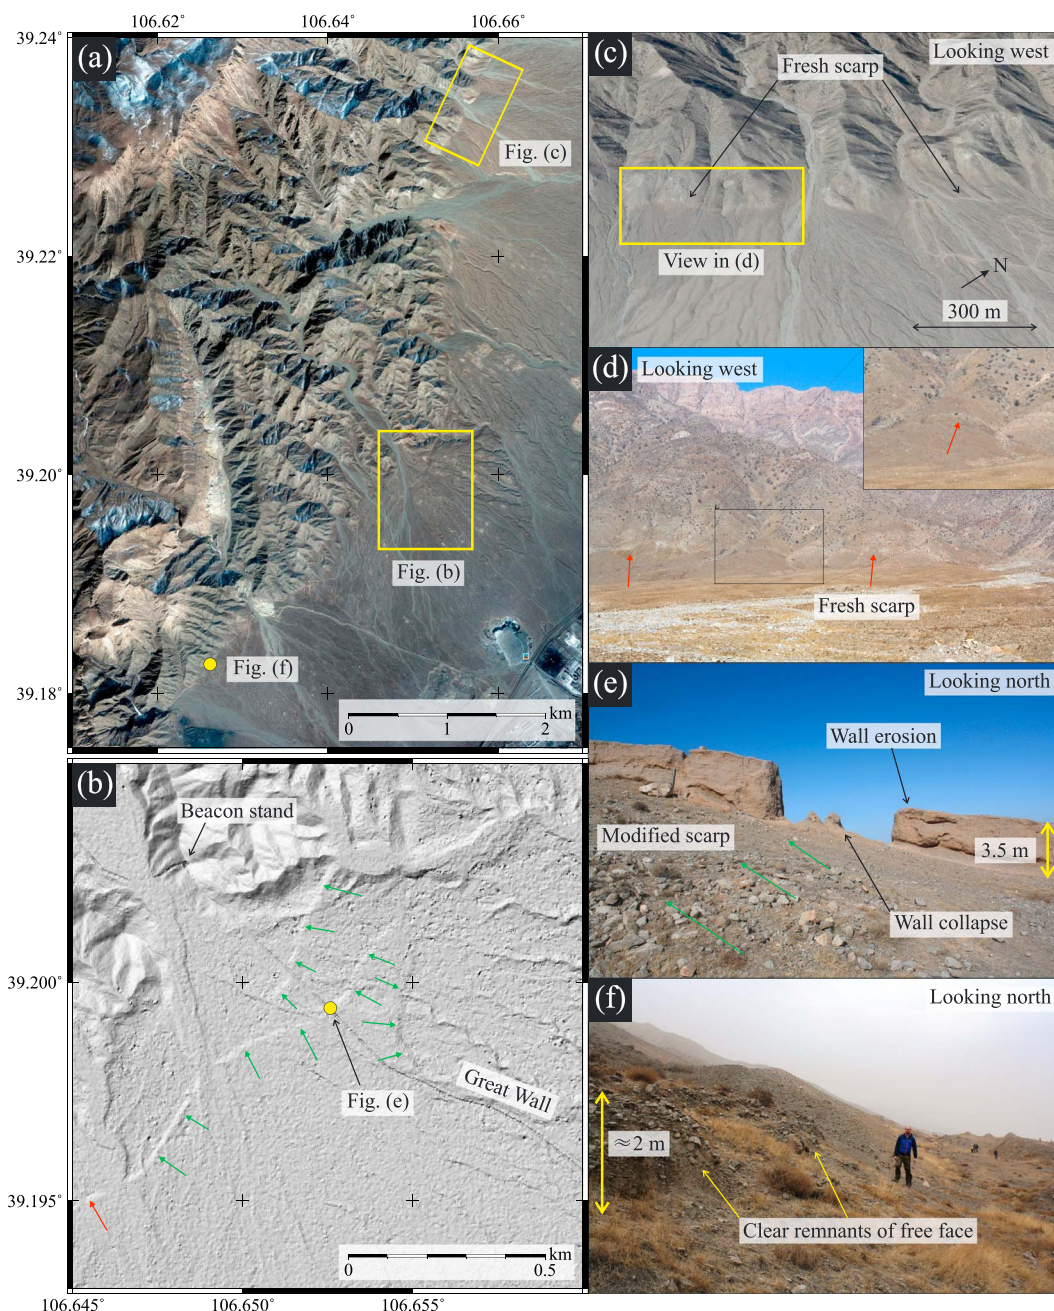 106.62˚ 106.64˚ 106.66˚
39.24˚
39.22˚
39.20˚
39.18˚
(a)
Fig. (c)
Fig. (b)
Fig. (f)
km
0 1 2
(b)
Beacon stand
39.200˚
Fig. (e)
Great Wall
39.195˚
km
0 0.5
106.645˚ 106.650˚ 106.655˚
(c)
Looking west
Fresh scarp
View in (d)
N
300 m
(d)
Looking west
Fresh scarp
(e)
Looking north
Wall erosion
Modified scarp
3.5 m
Wall collapse
(f)
Looking north
≈2 m
Clear remnants of free face